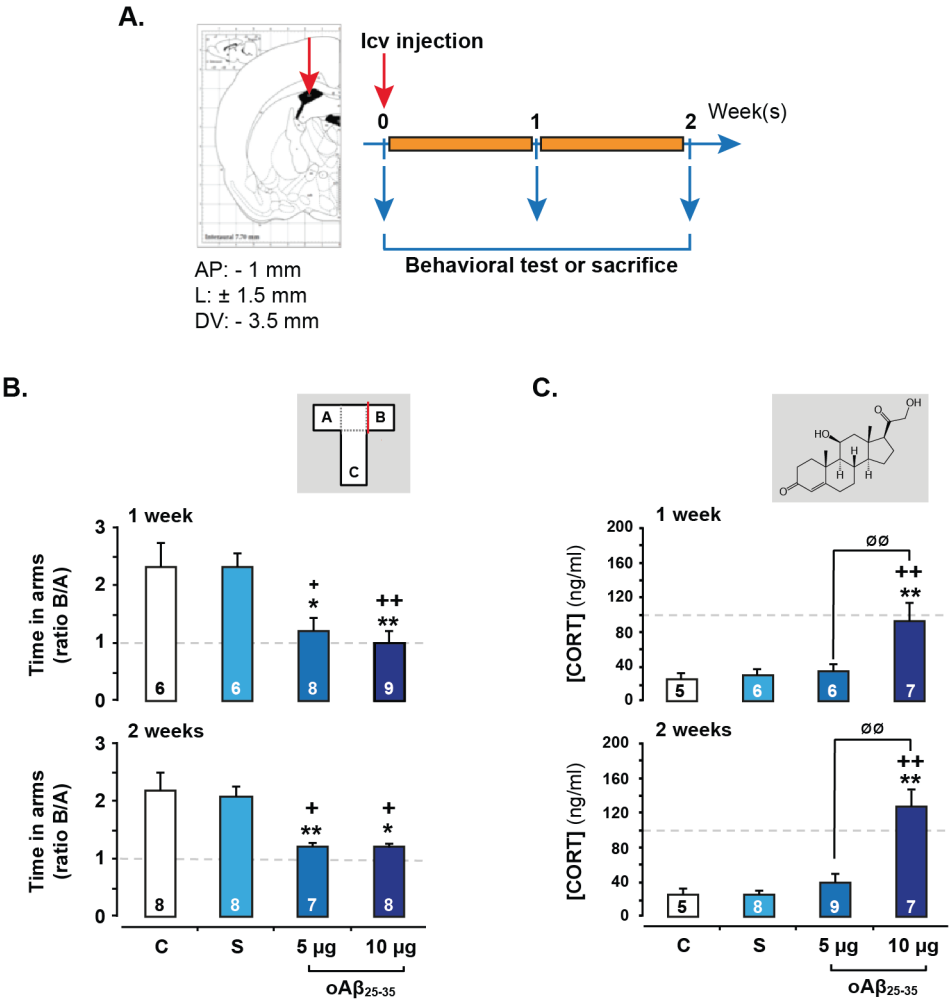 A.
Icv injection
0 1 2 Week(s)
Interaural 7.70 mm
Behavioral test or sacrifice
AP: - 1 mm
L: ± 1.5 mm
DV: - 3.5 mm
B.
A B
C
1 week
Time in arms
(ratio B/A)
3
2
1
0
+
*
++
**
6 6 8 9
2 weeks
Time in arms
(ratio B/A)
3
2
1
0
+
**
+
*
8 8 7 8
C S 5 µg 10 µg
oAβ25-35
C.
OH
O
HO
H
H H
O
1 week
[CORT] (ng/ml)
200
160
120
80
40
0
øø
++
**
5 6 6 7
2 weeks
[CORT] (ng/ml)
200
160
120
80
40
0
øø
++
**
5 8 9 7
C S 5 µg 10 µg
oAβ25-35